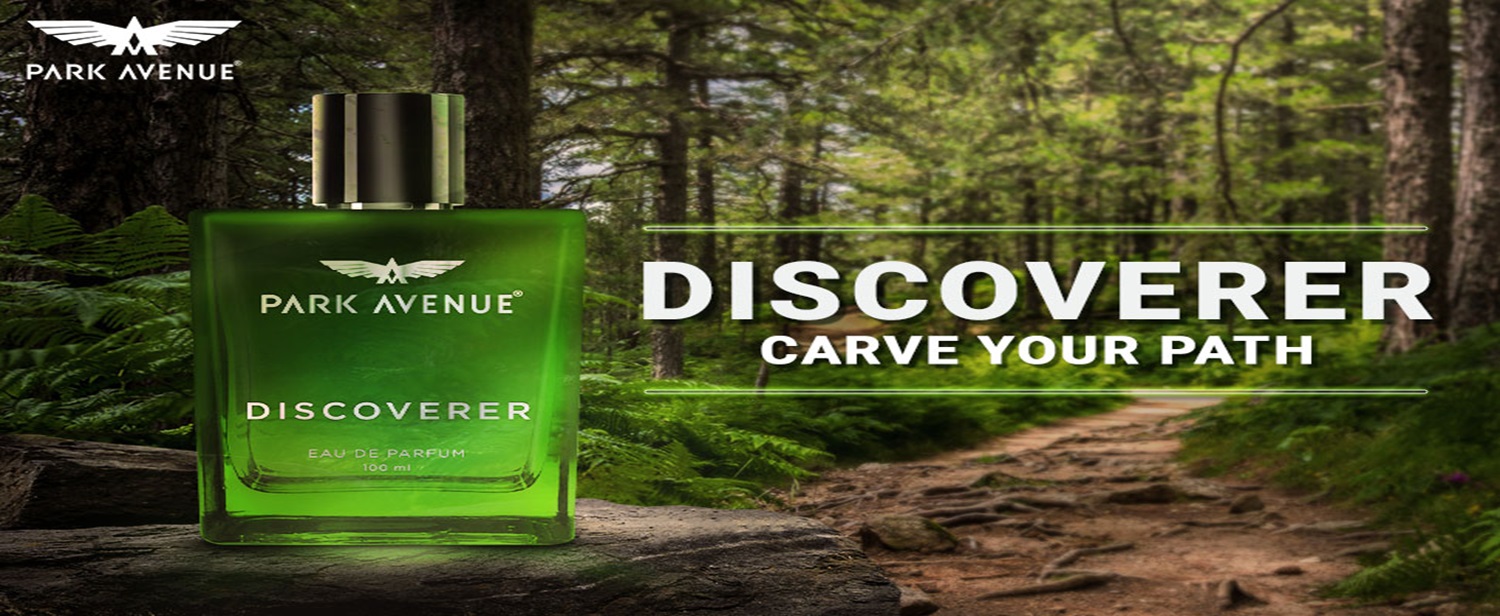 PARK AVENUE®
PARK AVENUE®
DISCOVERER
EAU DE PARFUM
100 ml
DISCOVERER
CARVE YOUR PATH